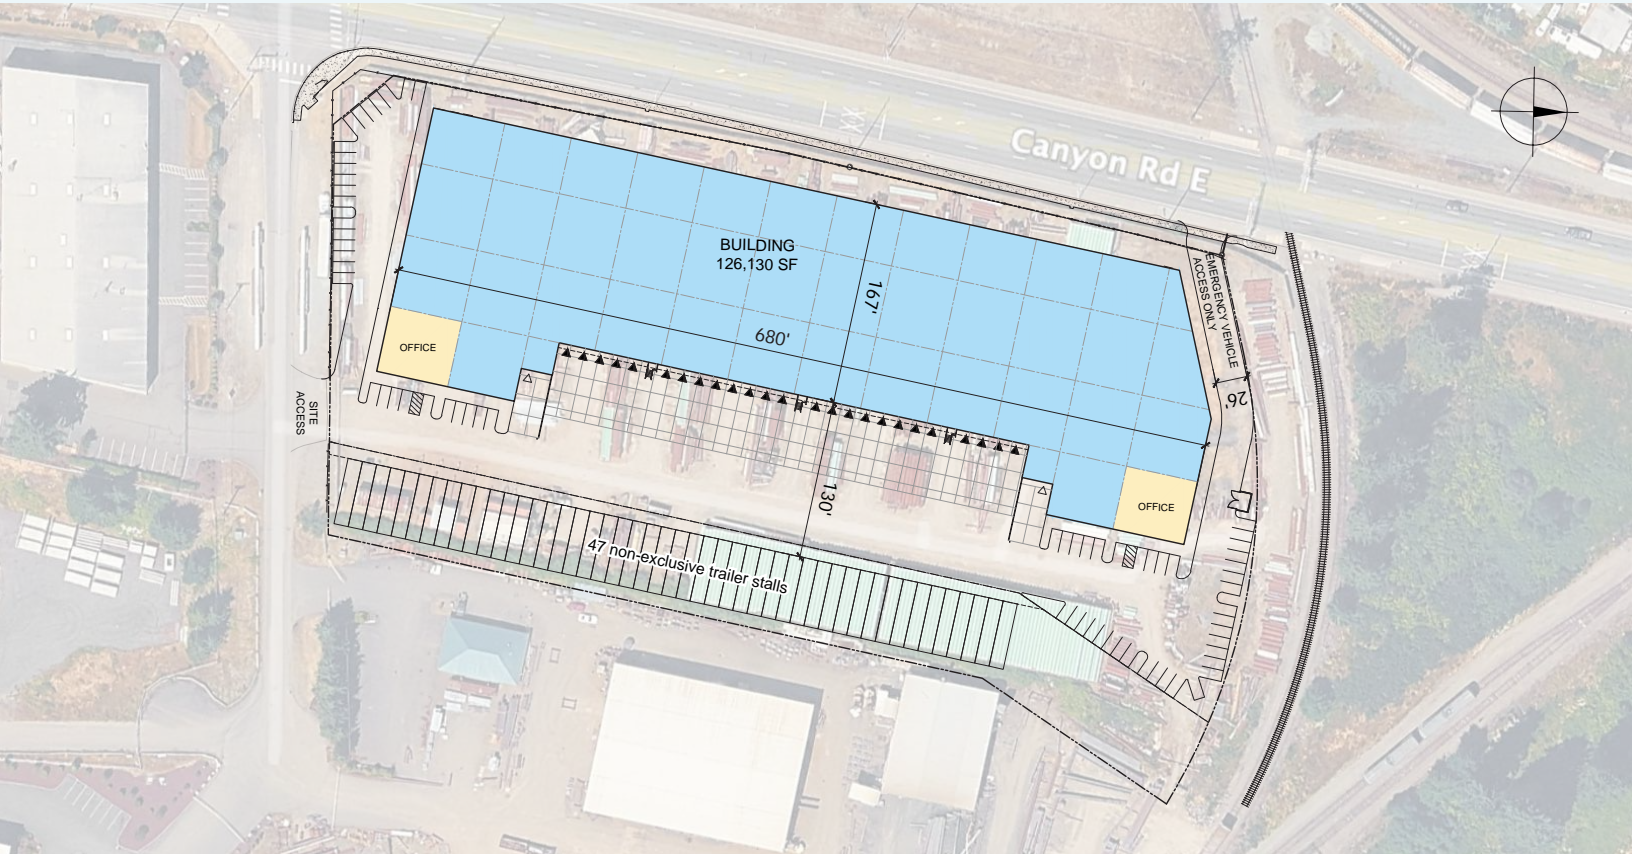 Canyon Rd E
BUILDING
126,130 SF
167'
680'
EMERGENCY VEHICLE
ACCESS ONLY
26'
OFFICE
SITE
ACCESS
130'
OFFICE
47 non-exclusive trailer stalls